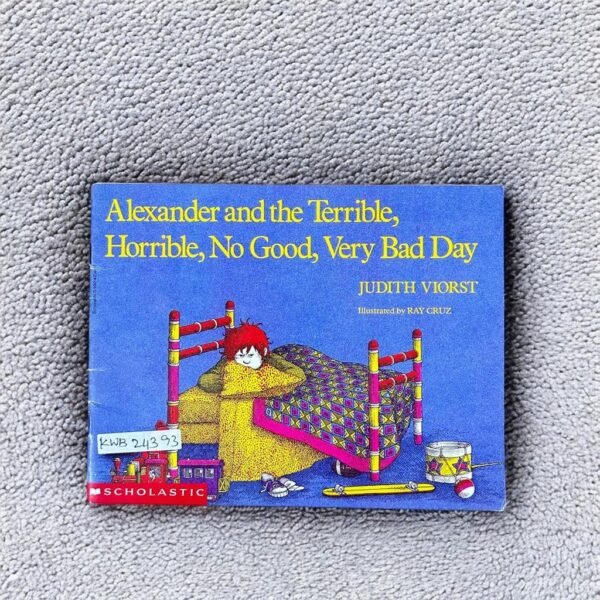 Alexander and the Terrible,
Horrible, No Good, Very Bad Day
JUDITH VIORST
Illustrated by RAY CRUZ
KWB 24393
SCHOLASTIC